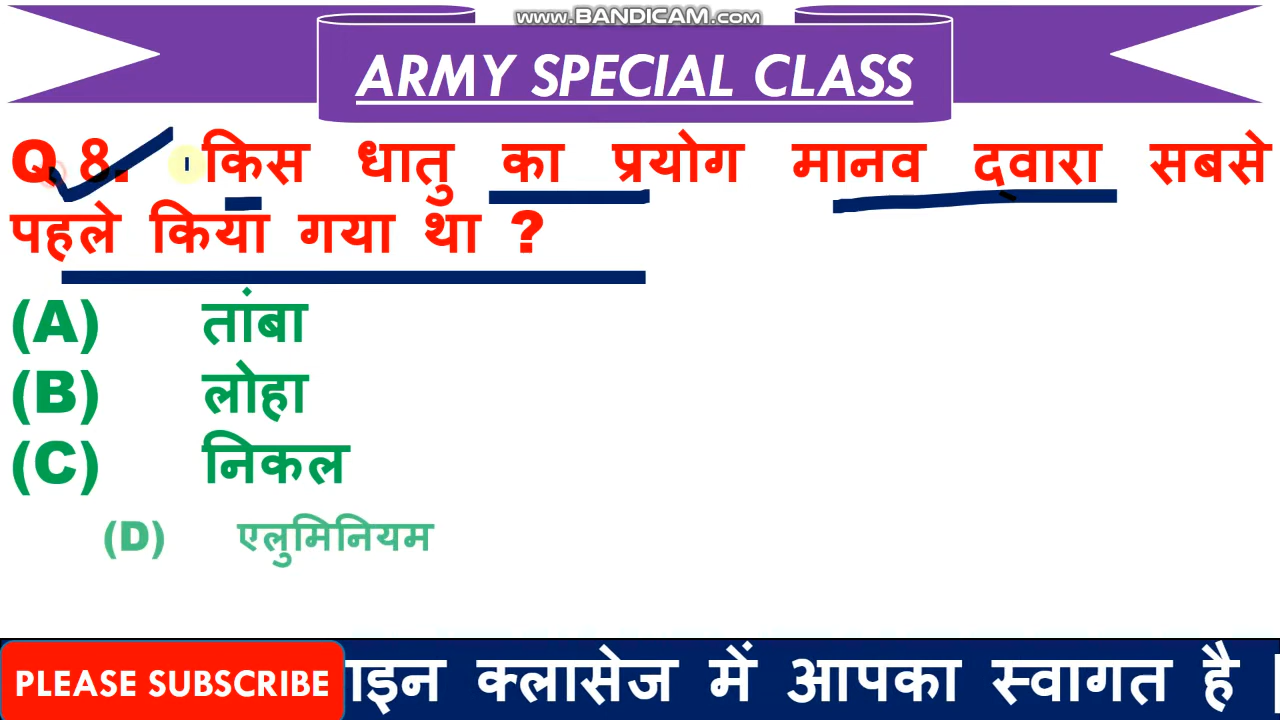 www.BANDICAM.com
ARMY SPECIAL CLASS
Q 8. किस धातु का प्रयोग मानव दवारा सबसे
पहले किया गया था ?
(A) तांबा
(B) लोहा
(C) निकल
(D) एलुमिनियम
PLEASE SUBSCRIBE
इन क्लासेज में आपका स्वागत है